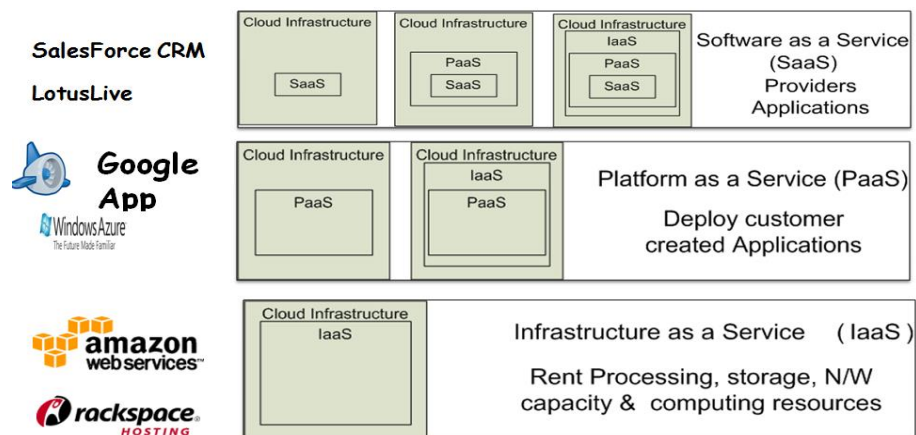 SalesForce CRM
LotusLive
Cloud Infrastructure
SaaS
Cloud Infrastructure
PaaS
SaaS
Cloud Infrastructure
IaaS
PaaS
SaaS
Software as a Service
(SaaS)
Providers
Applications
Google
App
Windows Azure
The Future Made Familiar
Cloud Infrastructure
PaaS
Cloud Infrastructure
IaaS
PaaS
Platform as a Service (PaaS)
Deploy customer
created Applications
amazon
webservices™
rackspace®
HOSTING
Cloud Infrastructure
IaaS
Infrastructure as a Service ( IaaS )
Rent Processing, storage, N/W
capacity & computing resources